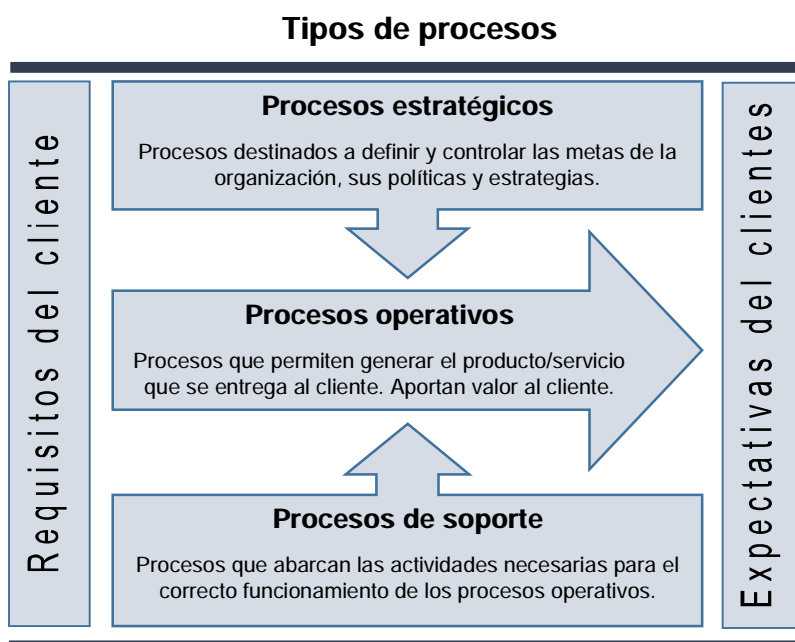 Tipos de procesos
Requisitos del cliente
Procesos estratégicos
Procesos destinados a definir y controlar las metas de la
organización, sus políticas y estrategias.
Procesos operativos
Procesos que permiten generar el producto/servicio
que se entrega al cliente. Aportan valor al cliente.
Procesos de soporte
Procesos que abarcan las actividades necesarias para el
correcto funcionamiento de los procesos operativos.
Expectativas del clientes